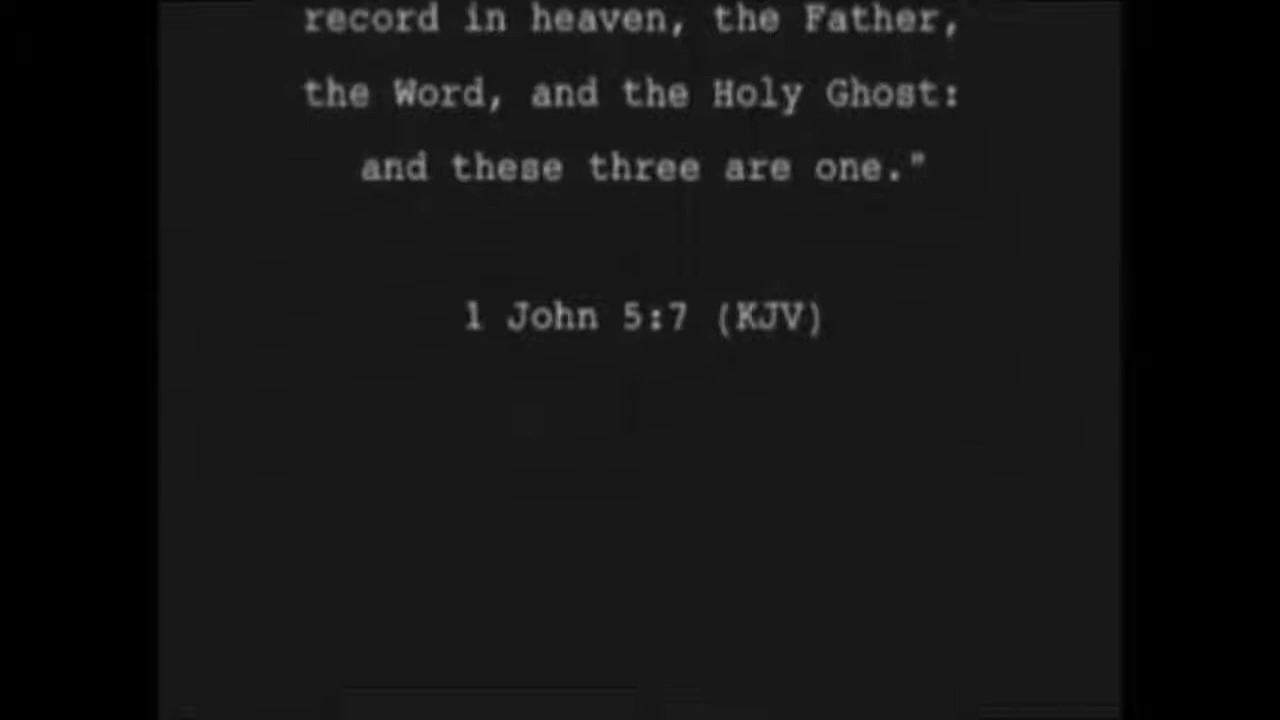 record in heaven, the Father,
the Word, and the Holy Ghost:
and these three are one."
1 John 5:7 (KJV)